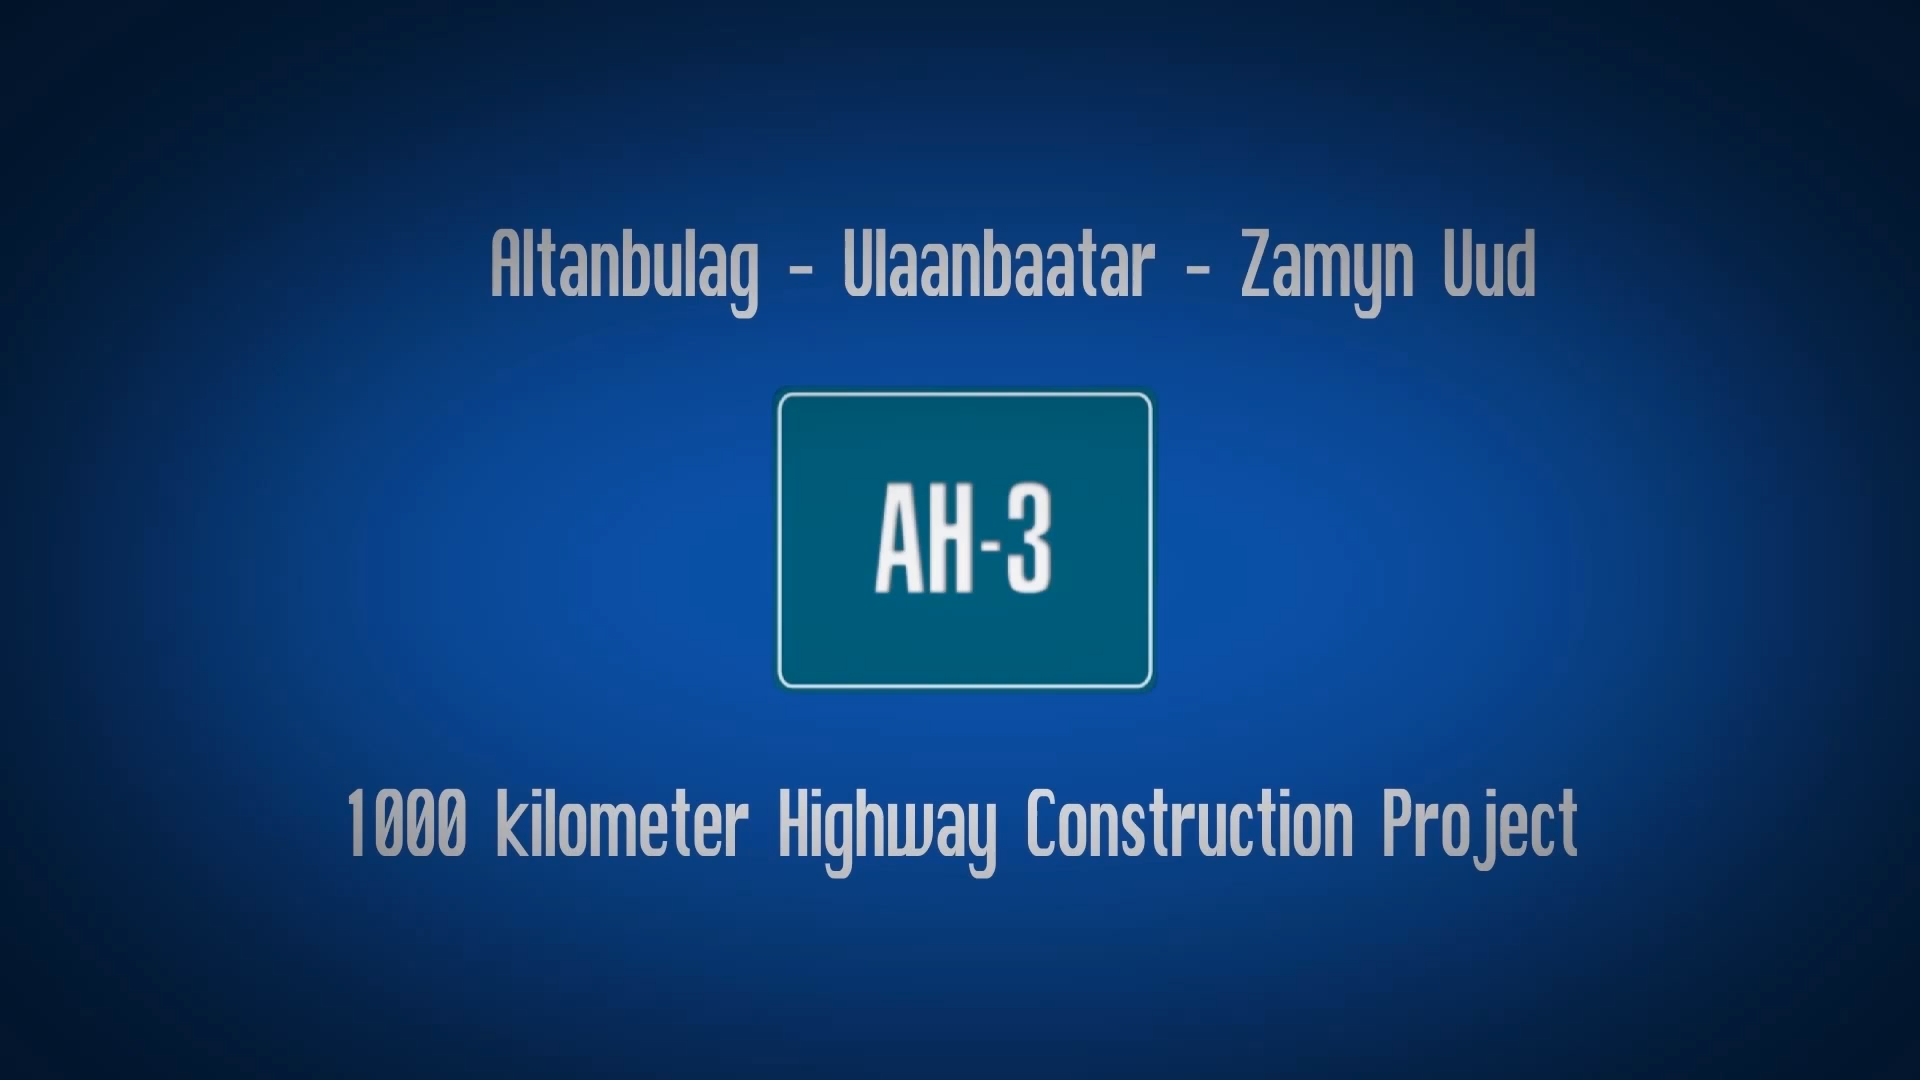 Altanbulag - Ulaanbaatar - Zamyn Uud
AH-3
1000 kilometer Highway Construction Project